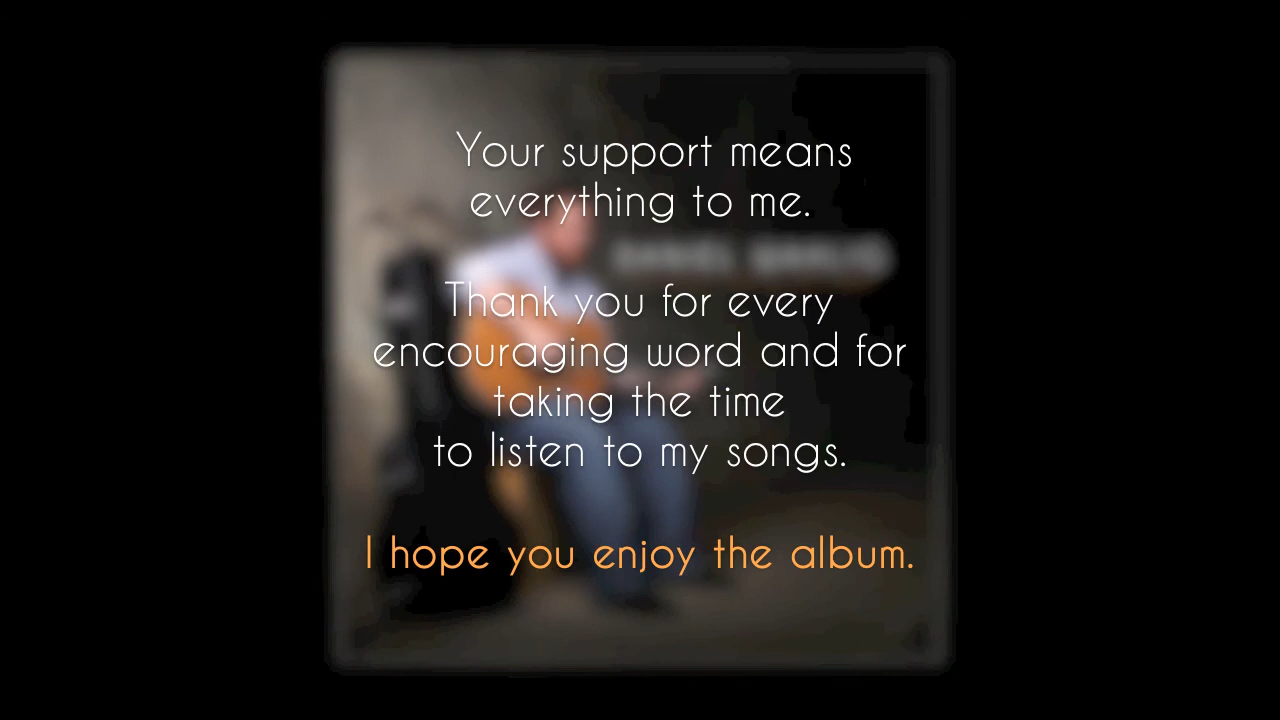 Your support means
everything to me.
Thank you for every
encouraging word and for
taking the time
to listen to my songs.
I hope you enjoy the album.